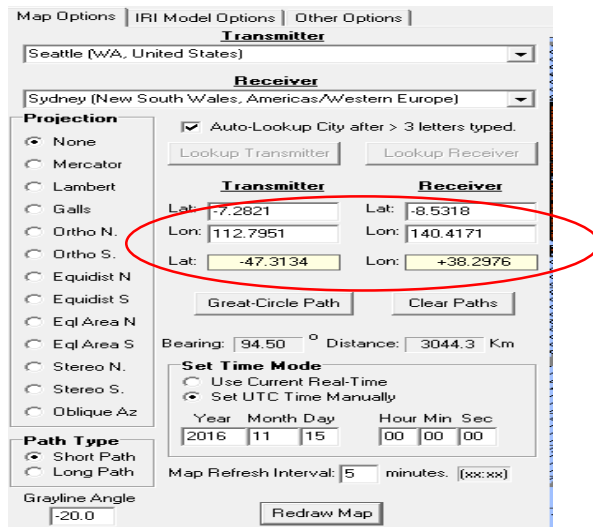 Map Options IRI Model Options Other Options
Transmitter
Seattle (WA, United States)
Receiver
Sydney (New South Wales, Americas/Western Europe)
Projection
None
Mercator
Lambert
Galls
Ortho N.
Ortho S.
Equidist N
Equidist S
Eql Area N
Eql Area S
Stereo N.
Stereo S.
Oblique Az
Auto-Lookup City after > 3 letters typed.
Lookup Transmitter Lookup Receiver
Transmitter Receiver
Lat: -7.2821 Lat: -8.5318
Lon: 112.7951 Lon: 140.4171
Lat: -47.3134 Lon: +38.2976
Great-Circle Path Clear Paths
Bearing: 94.50 ° Distance: 3044.3 Km
Set Time Mode
Use Current Real-Time
Set UTC Time Manually
Year Month Day Hour Min Sec
2016 11 15 00 00 00
Path Type
Short Path
Long Path
Map Refresh Interval: 5 minutes. (xx:xx)
Grayline Angle
-20.0
Redraw Map